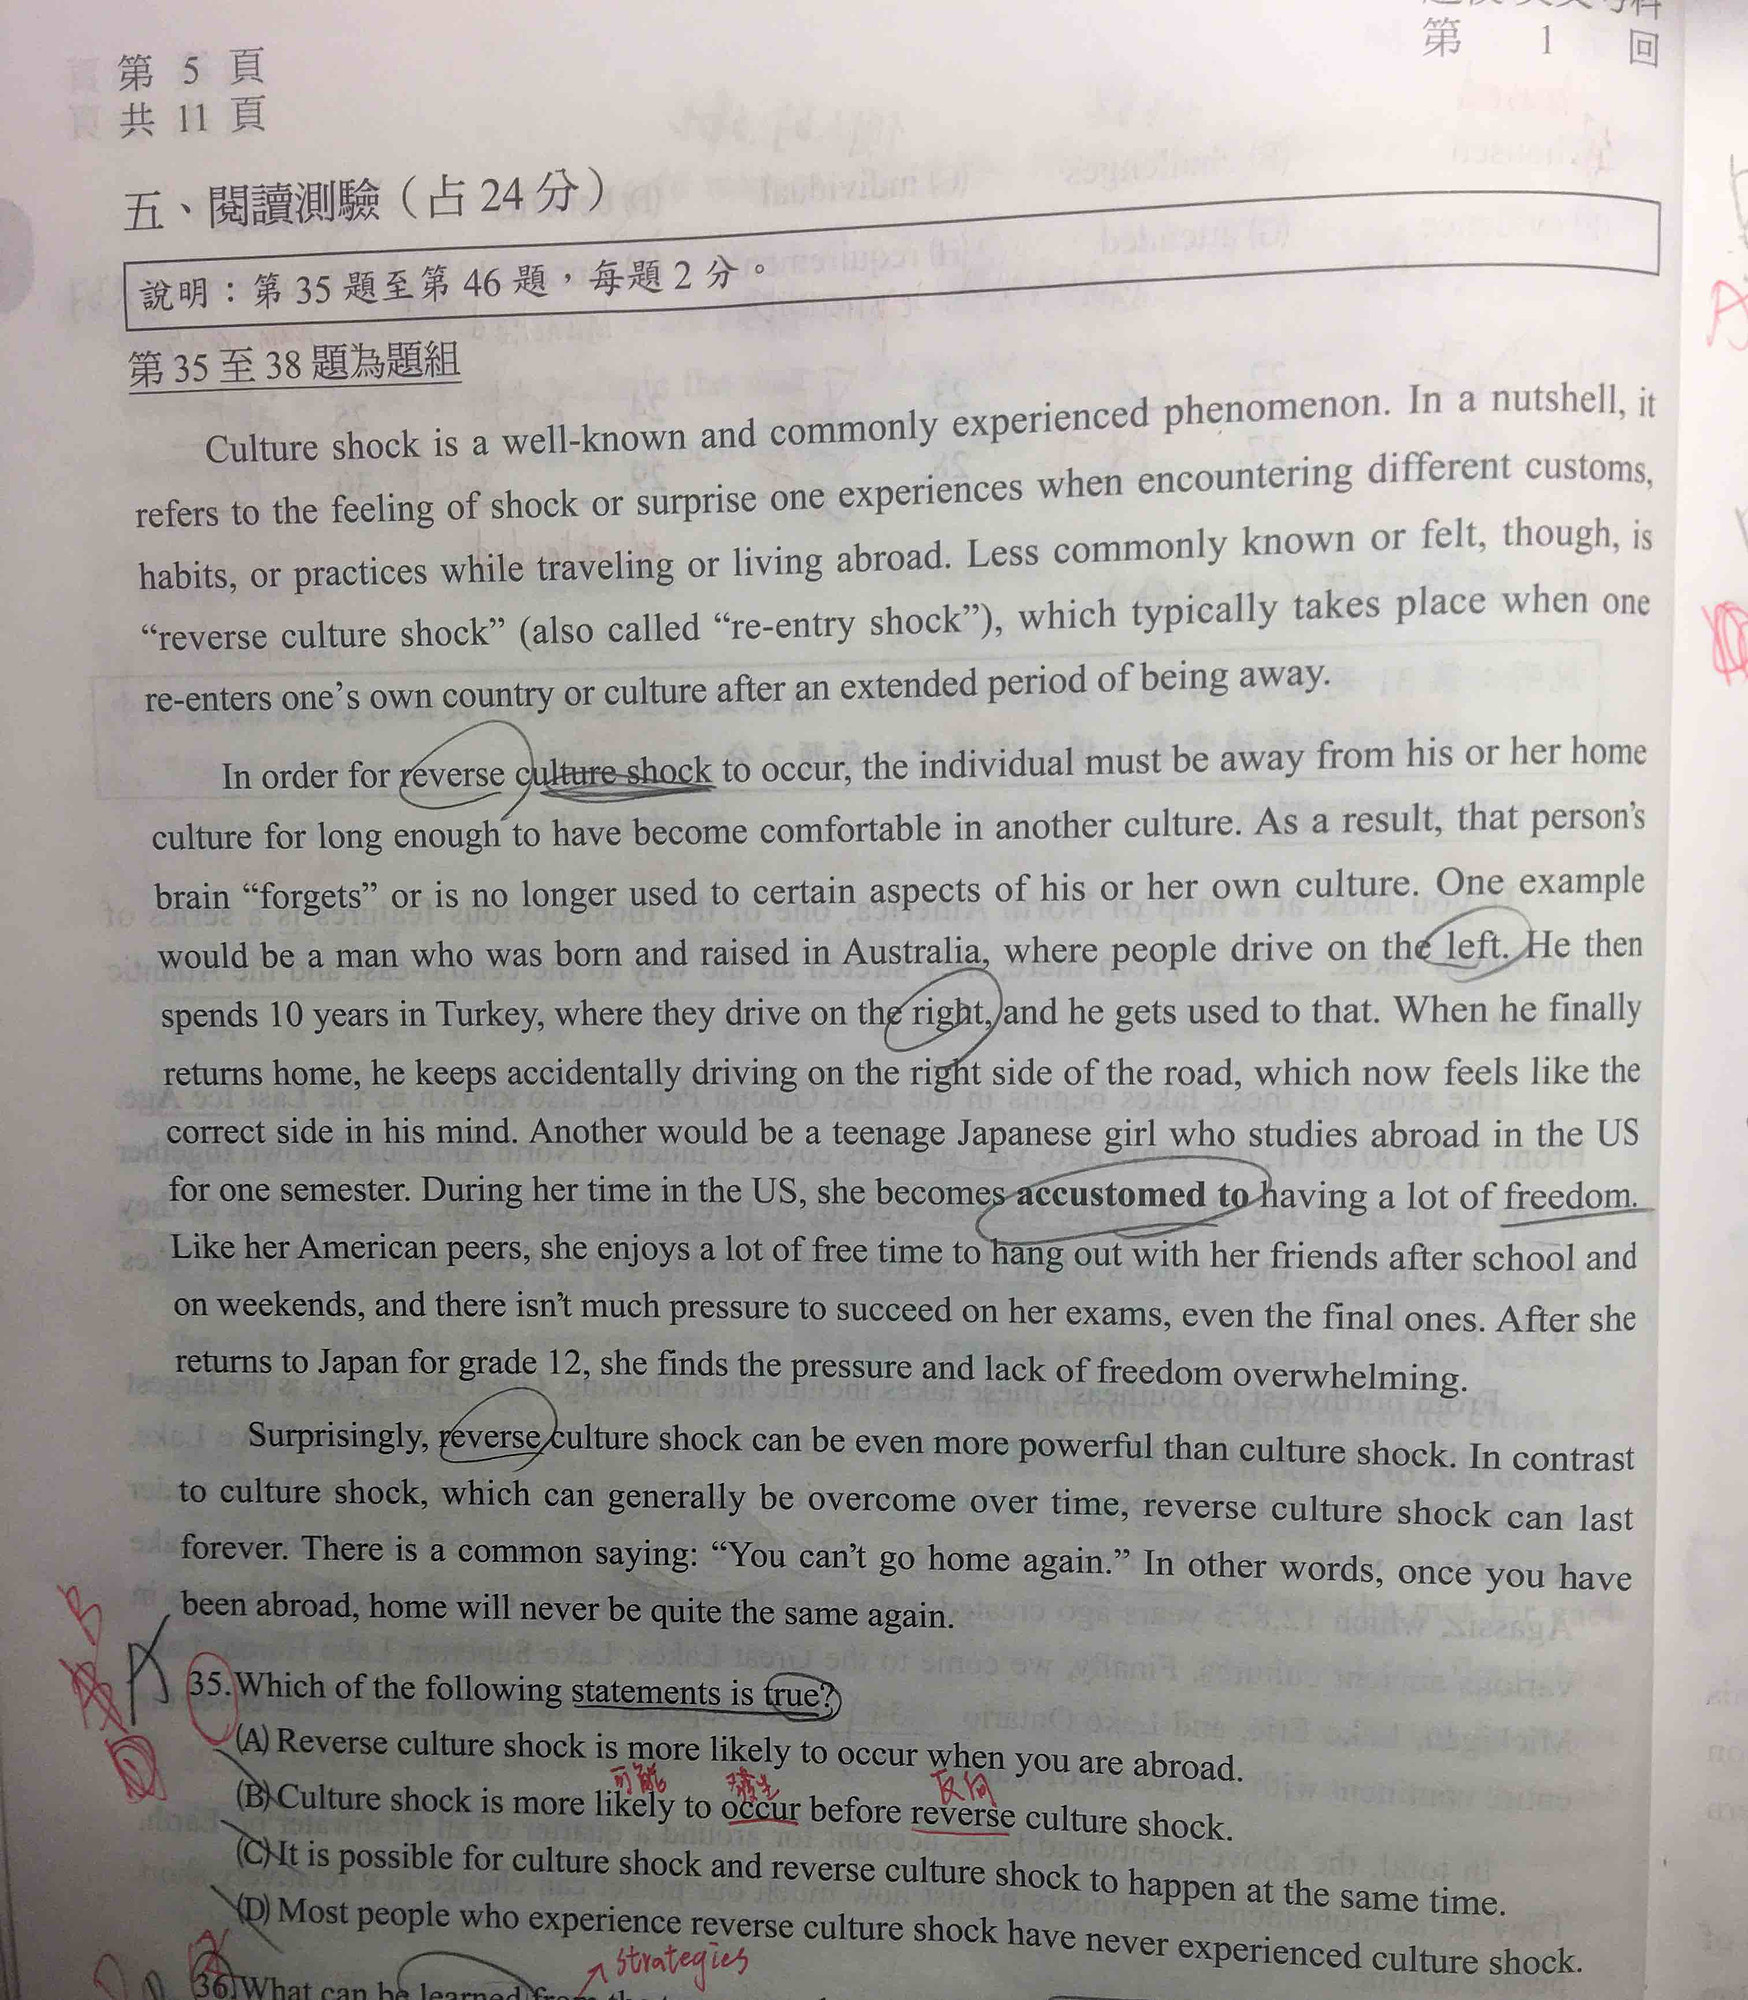 第 5 頁
共 11 頁
第 1 回
五、閱讀測驗（占 24 分）
說明：第 35 題至第 46 題，每題 2 分。
第 35 至 38 題為題組
Culture shock is a well-known and commonly experienced phenomenon. In a nutshell, it
refers to the feeling of shock or surprise one experiences when encountering different customs,
habits, or practices while traveling or living abroad. Less commonly known or felt, though, is
“reverse culture shock” (also called “re-entry shock”), which typically takes place when one
re-enters one’s own country or culture after an extended period of being away.
In order for reverse culture shock to occur, the individual must be away from his or her home
culture for long enough to have become comfortable in another culture. As a result, that person’s
brain “forgets” or is no longer used to certain aspects of his or her own culture. One example
would be a man who was born and raised in Australia, where people drive on the left. He then
spends 10 years in Turkey, where they drive on the right, and he gets used to that. When he finally
returns home, he keeps accidentally driving on the right side of the road, which now feels like the
correct side in his mind. Another would be a teenage Japanese girl who studies abroad in the US
for one semester. During her time in the US, she becomes accustomed to having a lot of freedom.
Like her American peers, she enjoys a lot of free time to hang out with her friends after school and
on weekends, and there isn’t much pressure to succeed on her exams, even the final ones. After she
returns to Japan for grade 12, she finds the pressure and lack of freedom overwhelming.
Surprisingly, reverse culture shock can be even more powerful than culture shock. In contrast
to culture shock, which can generally be overcome over time, reverse culture shock can last
forever. There is a common saying: “You can’t go home again.” In other words, once you have
been abroad, home will never be quite the same again.
B
A
35. Which of the following statements is true?
(A) Reverse culture shock is more likely to occur when you are abroad.
可能 發生 反向
(B) Culture shock is more likely to occur before reverse culture shock.
(C) It is possible for culture shock and reverse culture shock to happen at the same time.
(D) Most people who experience reverse culture shock have never experienced culture shock.
strategies
36. What can be learned from